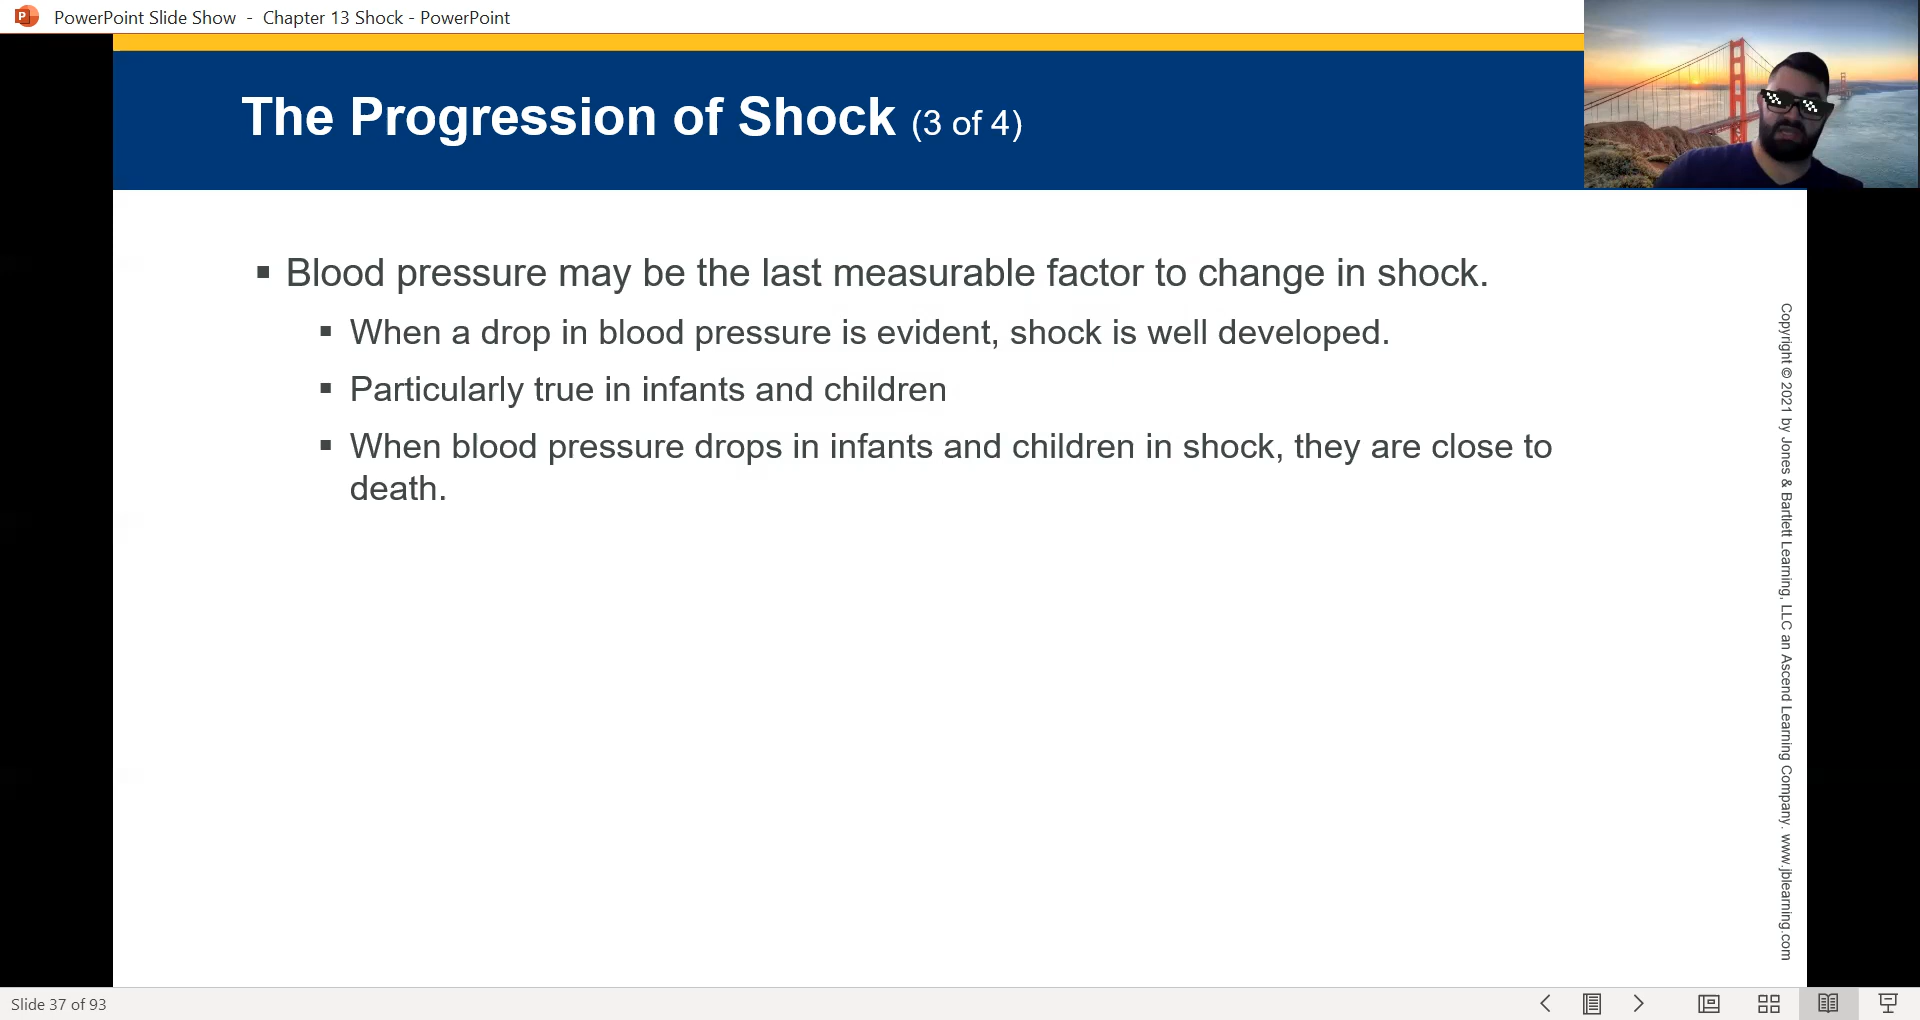 PowerPoint Slide Show - Chapter 13 Shock - PowerPoint
The Progression of Shock (3 of 4)
▪ Blood pressure may be the last measurable factor to change in shock.
▪ When a drop in blood pressure is evident, shock is well developed.
▪ Particularly true in infants and children
▪ When blood pressure drops in infants and children in shock, they are close to
death.
Copyright © 2021 by Jones & Bartlett Learning, LLC an Ascend Learning Company. www.jblearning.com
Slide 37 of 93